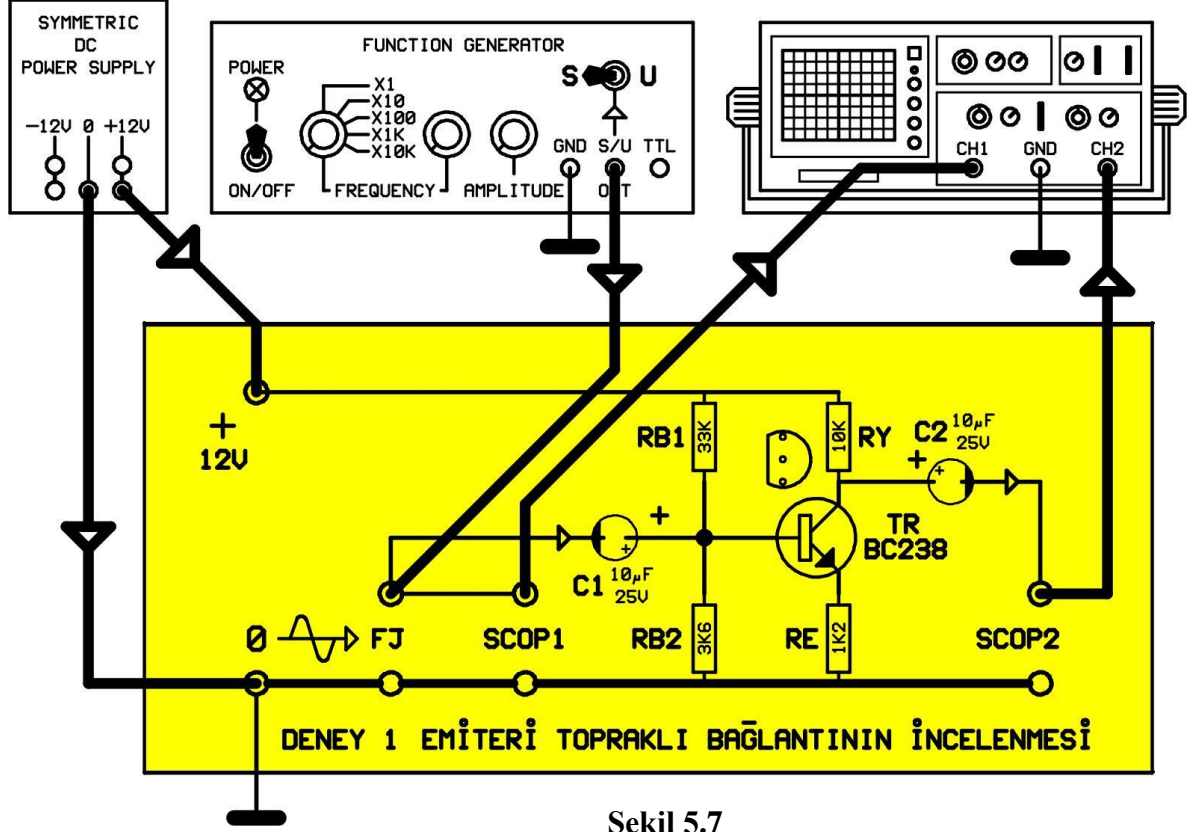 SYMMETRIC
DC
POWER SUPPLY
-12V 0 +12V
FUNCTION GENERATOR
POWER
ON/OFF
X1
X10
X100
X1K
X10K
FREQUENCY
AMPLITUDE
S U
GND S/U TTL
OUT
CH1 GND CH2
+
12V
RB1 33K
10K RY
C2 10µF
25V
+
TR
BC238
+
C1 10µF
25V
+
+
0 FJ
SCOP1
RB2 3K6
RE 1K2
SCOP2
DENEY 1 EMİTERİ TOPRAKLI BAĞLANTININ İNCELENMESİ
Şekil 5.7